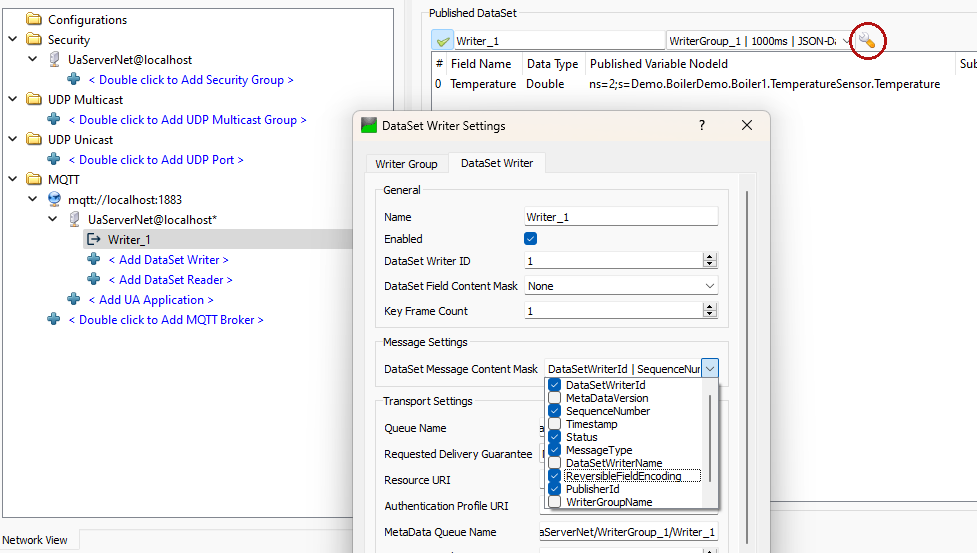 Configurations
Security
UaServerNet@localhost
< Double click to Add Security Group >
UDP Multicast
< Double click to Add UDP Multicast Group >
UDP Unicast
< Double click to Add UDP Port >
MQTT
mqtt://localhost:1883
UaServerNet@localhost*
Writer_1
< Add DataSet Writer >
< Add DataSet Reader >
< Add UA Application >
< Double click to Add MQTT Broker >
Network View
Published DataSet
Writer_1 WriterGroup_1 | 1000ms | JSON-Da
# Field Name Data Type Published Variable NodeId Sub
0 Temperature Double ns=2;s=Demo.BoilerDemo.Boiler1.TemperatureSensor.Temperature
DataSet Writer Settings ?
Writer Group DataSet Writer
General
Name Writer_1
Enabled
DataSet Writer ID 1
DataSet Field Content Mask None
Key Frame Count 1
Message Settings
DataSet Message Content Mask DataSetWriterId | SequenceNur
DataSetWriterId
MetaDataVersion
SequenceNumber
Timestamp
Status
MessageType
DataSetWriterName
ReversibleFieldEncoding
PublisherId
WriterGroupName
Transport Settings
Queue Name
Requested Delivery Guarantee
Resource URI
Authentication Profile URI
MetaData Queue Name aServerNet/WriterGroup_1/Writer_1